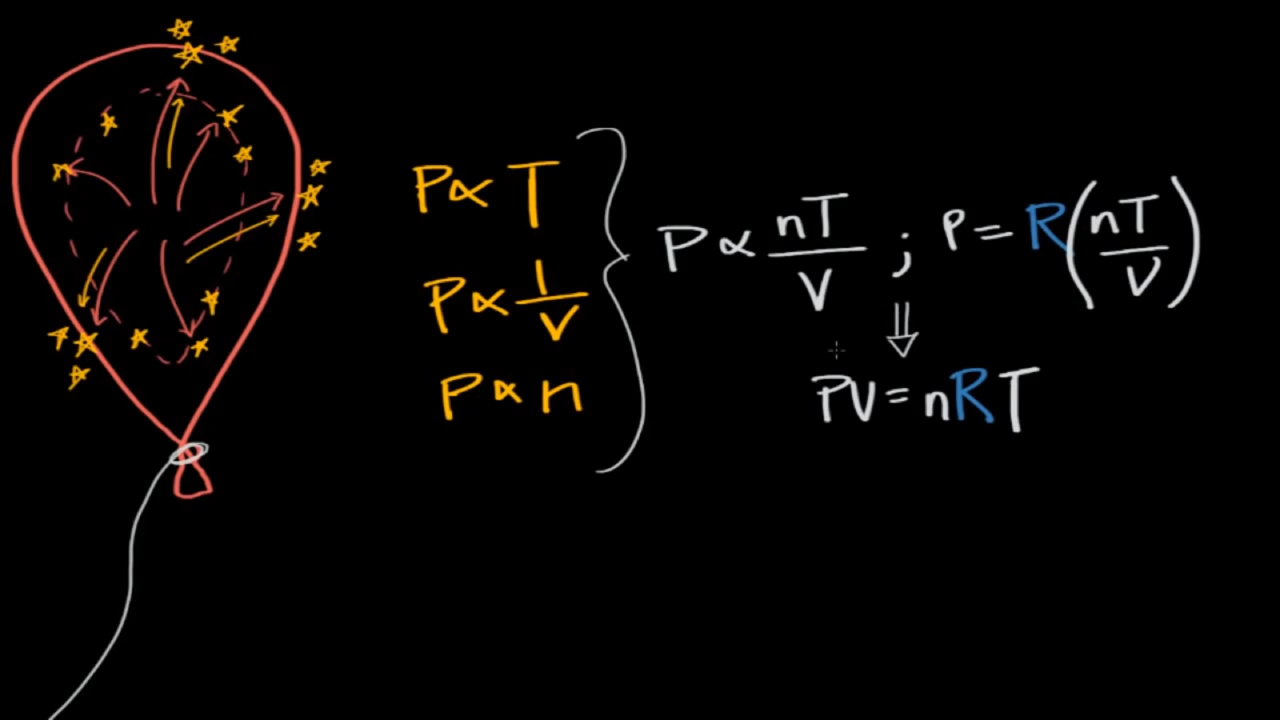 P ∝ T
P ∝ 1/V
P ∝ n
P ∝ nT/V ; P = R(nT/V)
⇓
PV = nRT